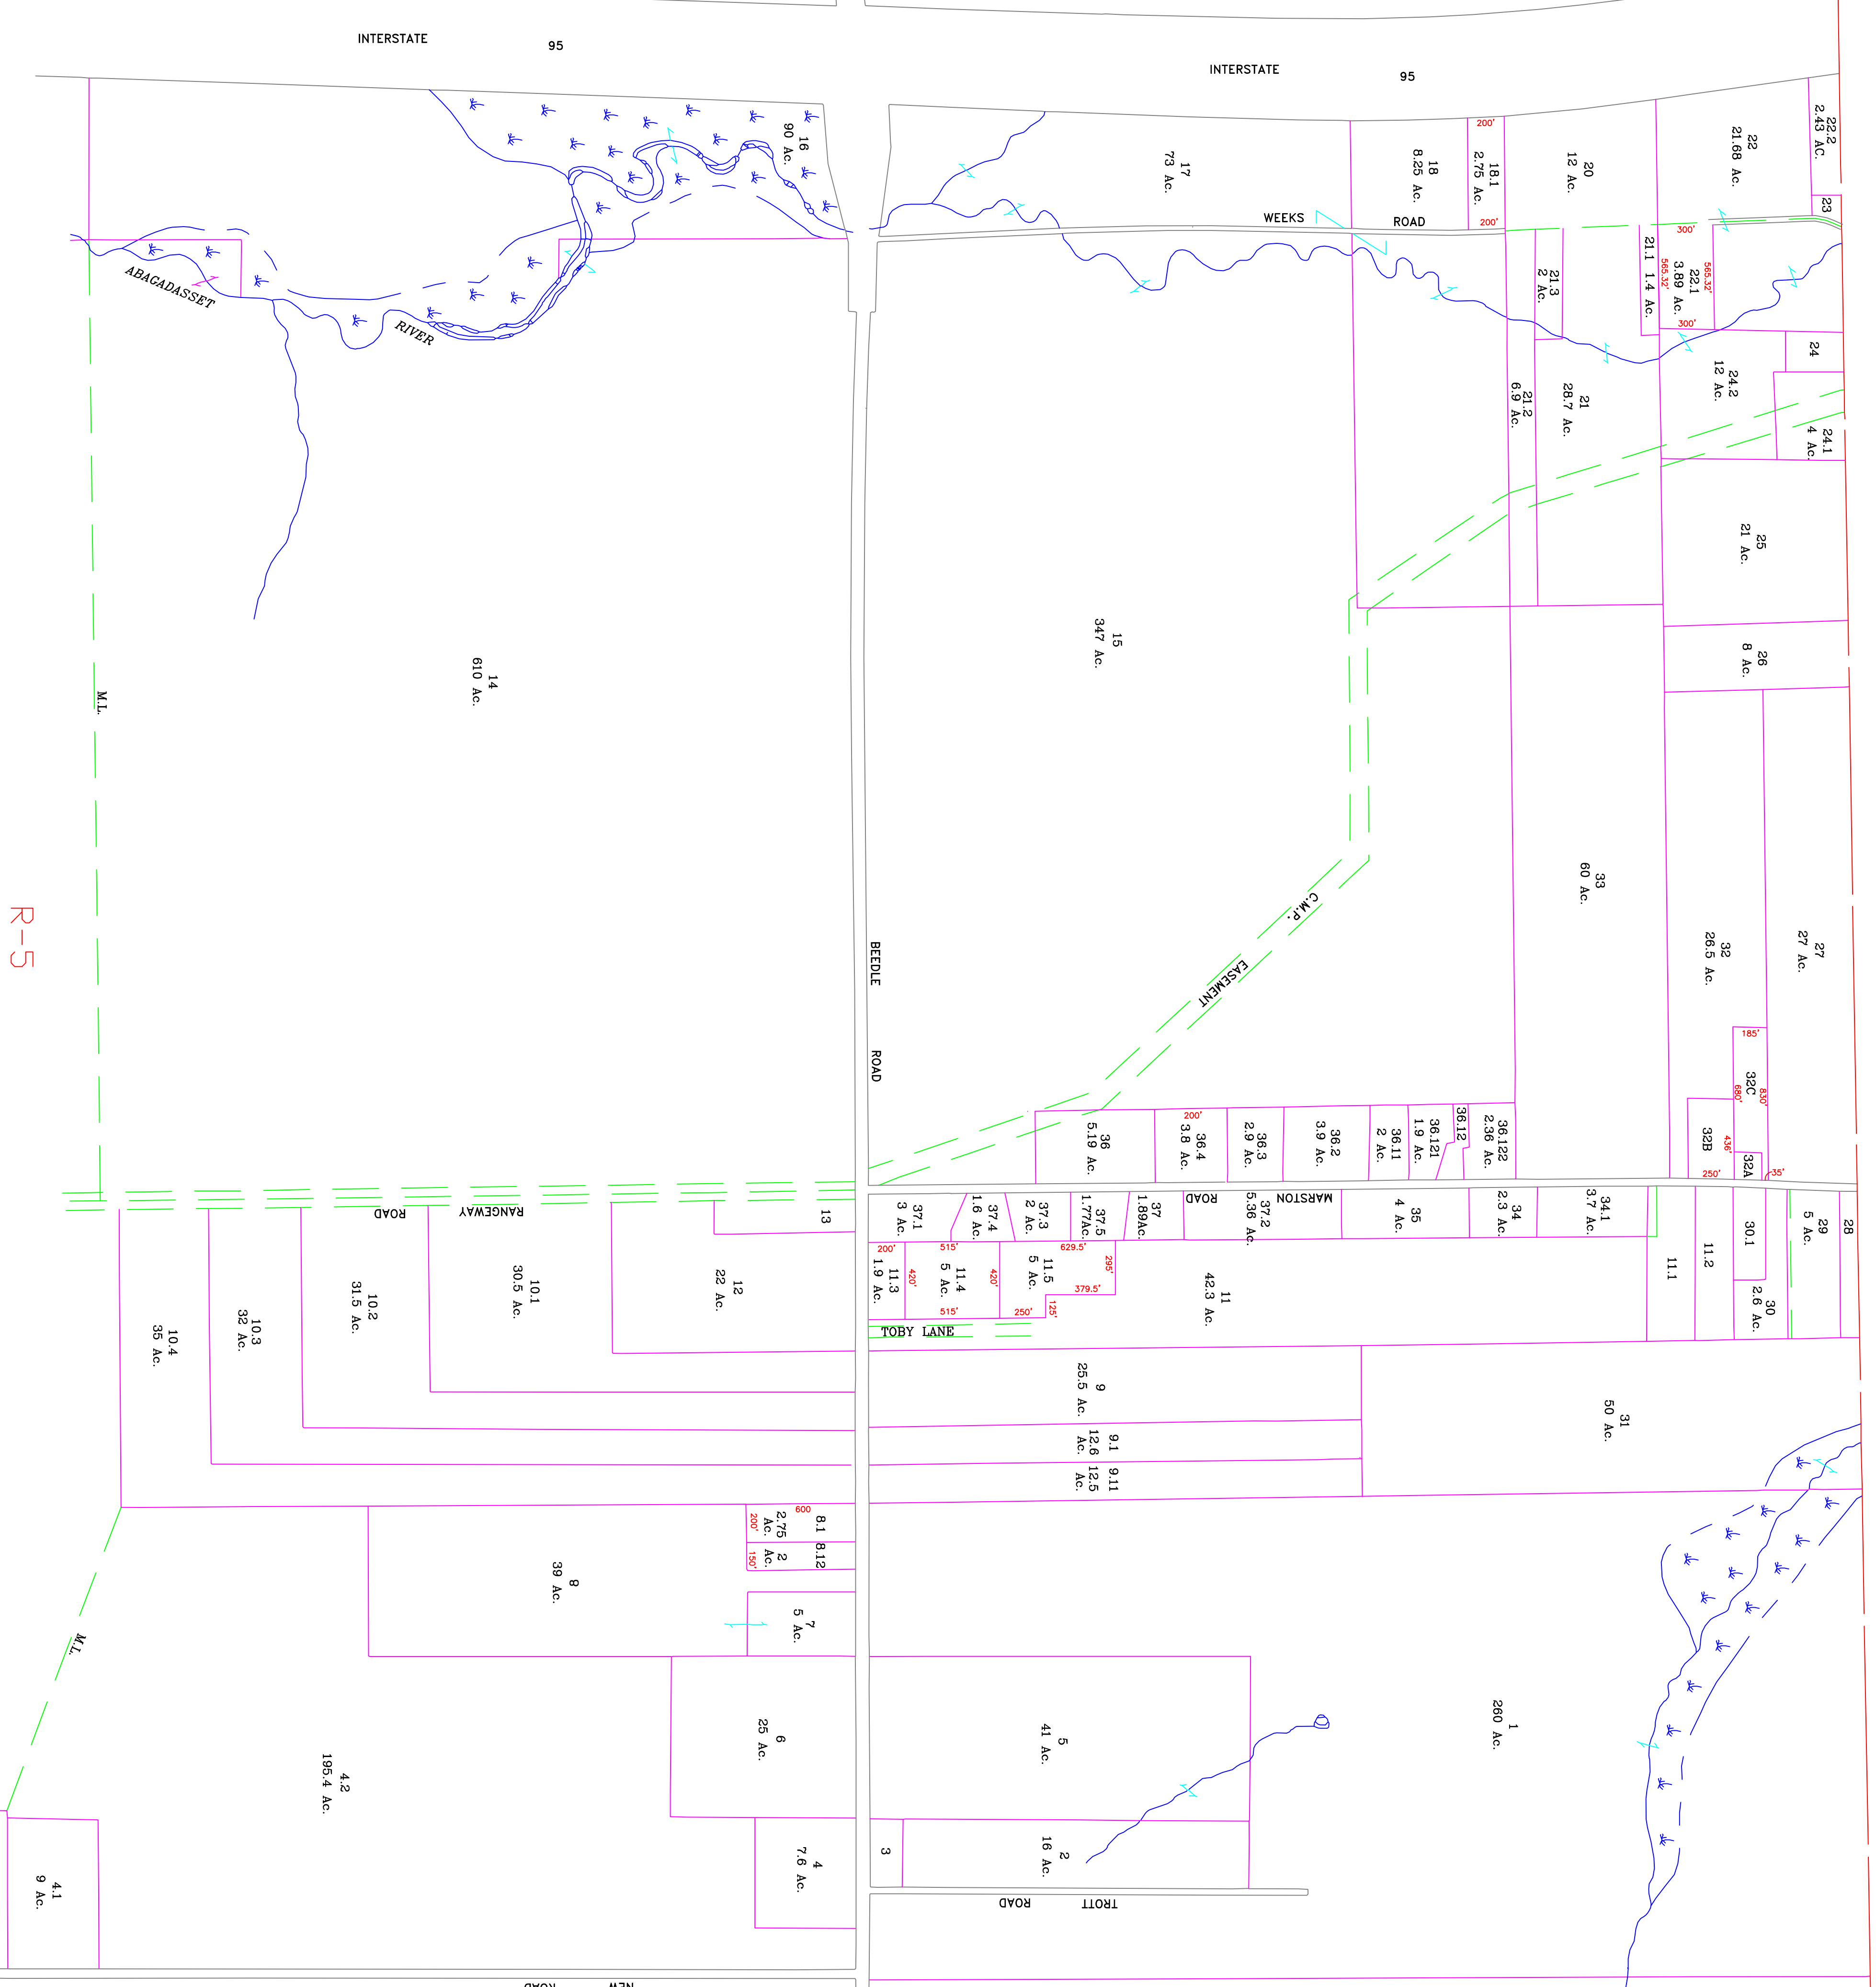 INTERSTATE 95
INTERSTATE 95
16
90 Ac.
17
73 Ac.
18
8.25 Ac.
200'
18.1
2.75 Ac.
200'
20
12 Ac.
22
21.68 Ac.
22.2
2.43 AC.
23
WEEKS ROAD
ABAGADASSET RIVER
21.3
2 Ac.
21.1 1.4 Ac.
300'
565.32'
22.1
3.89 Ac.
565.32'
300'
24
24.2
12 Ac.
24.1
4 Ac.
21.2
6.9 Ac.
21
28.7 Ac.
25
21 Ac.
26
8 Ac.
14
610 Ac.
15
347 Ac.
M.L.
33
60 Ac.
32
26.5 Ac.
27
27 Ac.
R-5
C.M.P. EASEMENT
BEEDLE ROAD
185'
32C
680'
830'
32B
436'
32A
250'
35'
36
5.19 Ac.
200'
36.4
3.8 Ac.
36.3
2.9 Ac.
36.2
3.9 Ac.
36.11
2 Ac.
36.121
1.9 Ac.
36.12
36.122
2.36 Ac.
RANGEWAY ROAD
MARSTON ROAD
13
37.1
3 Ac.
37.4
1.6 Ac.
37.3
2 Ac.
37.5
1.77Ac.
37
1.89Ac.
37.2
5.36 Ac.
35
4 Ac.
34
2.3 Ac.
34.1
3.7 Ac.
11.1
11.2
30.1
30
2.6 Ac.
29
5 Ac.
28
10.4
35 Ac.
10.3
32 Ac.
10.2
31.5 Ac.
10.1
30.5 Ac.
12
22 Ac.
200'
11.3
1.9 Ac.
420'
515'
11.4
5 Ac.
515'
420'
629.5'
11.5
5 Ac.
295'
379.5'
125'
250'
11
42.3 Ac.
TOBY LANE
9
25.5 Ac.
9.1
12.6
Ac.
9.11
12.5
Ac.
31
50 Ac.
600
8.1
2.75
Ac.
200'
8.12
2
Ac.
150'
8
39 Ac.
7
5 Ac.
M.L.
6
25 Ac.
5
41 Ac.
1
260 Ac.
4.2
195.4 Ac.
4
7.6 Ac.
3
2
16 Ac.
4.1
9 Ac.
TROTT ROAD
NEW ROAD